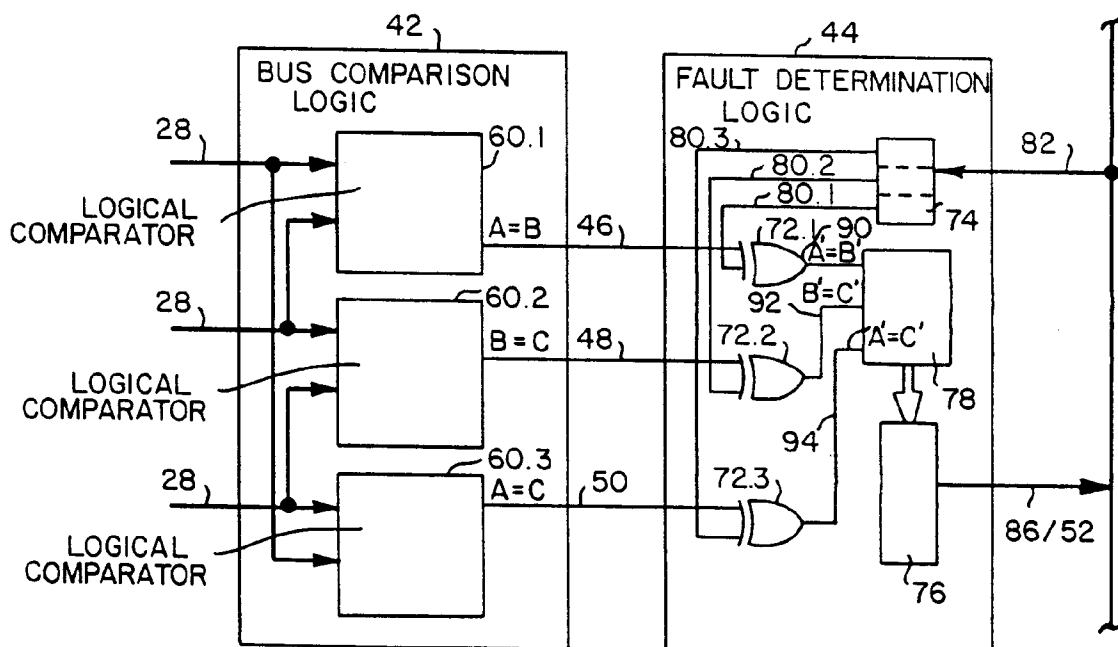 42
44
BUS COMPARISON
LOGIC
FAULT DETERMINATION
LOGIC
28
60.1
80.3
80.2
80.1
82
74
LOGICAL
COMPARATOR
A=B
46
72.1
90
A'=B'
28
60.2
B'=C'
92
B=C
48
72.2
A'=C'
78
LOGICAL
COMPARATOR
94
28
60.3
A=C
50
72.3
86/52
LOGICAL
COMPARATOR
76